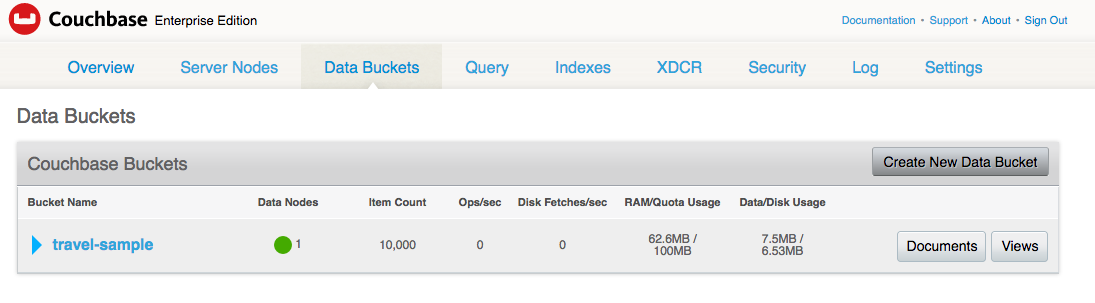 Couchbase Enterprise Edition
Documentation • Support • About • Sign Out
Overview Server Nodes Data Buckets Query Indexes XDCR Security Log Settings
Data Buckets
Couchbase Buckets Create New Data Bucket
Bucket Name Data Nodes Item Count Ops/sec Disk Fetches/sec RAM/Quota Usage Data/Disk Usage
travel-sample 1 10,000 0 0 62.6MB / 7.5MB / Documents Views
100MB 6.53MB